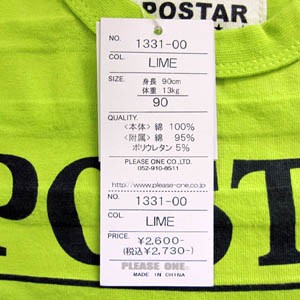 POSTAR
NO. 1331-00
COL. LIME
SIZE. 身長 90cm
体重 13kg
90
QUALITY.
<本体> 綿 100%
<附属> 綿 95%
ポリウレタン 5%
PLEASE ONE CO.LTD.
052-910-8511
http://www.please-one.co.jp
NO. 1331-00
COL. LIME
PRICE. ¥2,600-
(税込¥2,730-)
PLEASE ONE.
MADE IN CHINA
POST